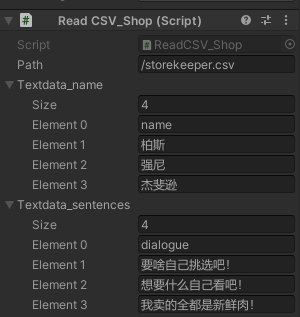 Read CSV_Shop (Script)
Script ReadCSV_Shop
Path /storekeeper.csv
Textdata_name
Size 4
Element 0 name
Element 1 柏斯
Element 2 强尼
Element 3 杰斐逊
Textdata_sentences
Size 4
Element 0 dialogue
Element 1 要啥自己挑选吧！
Element 2 想要什么自己看吧！
Element 3 我卖的全都是新鲜肉！